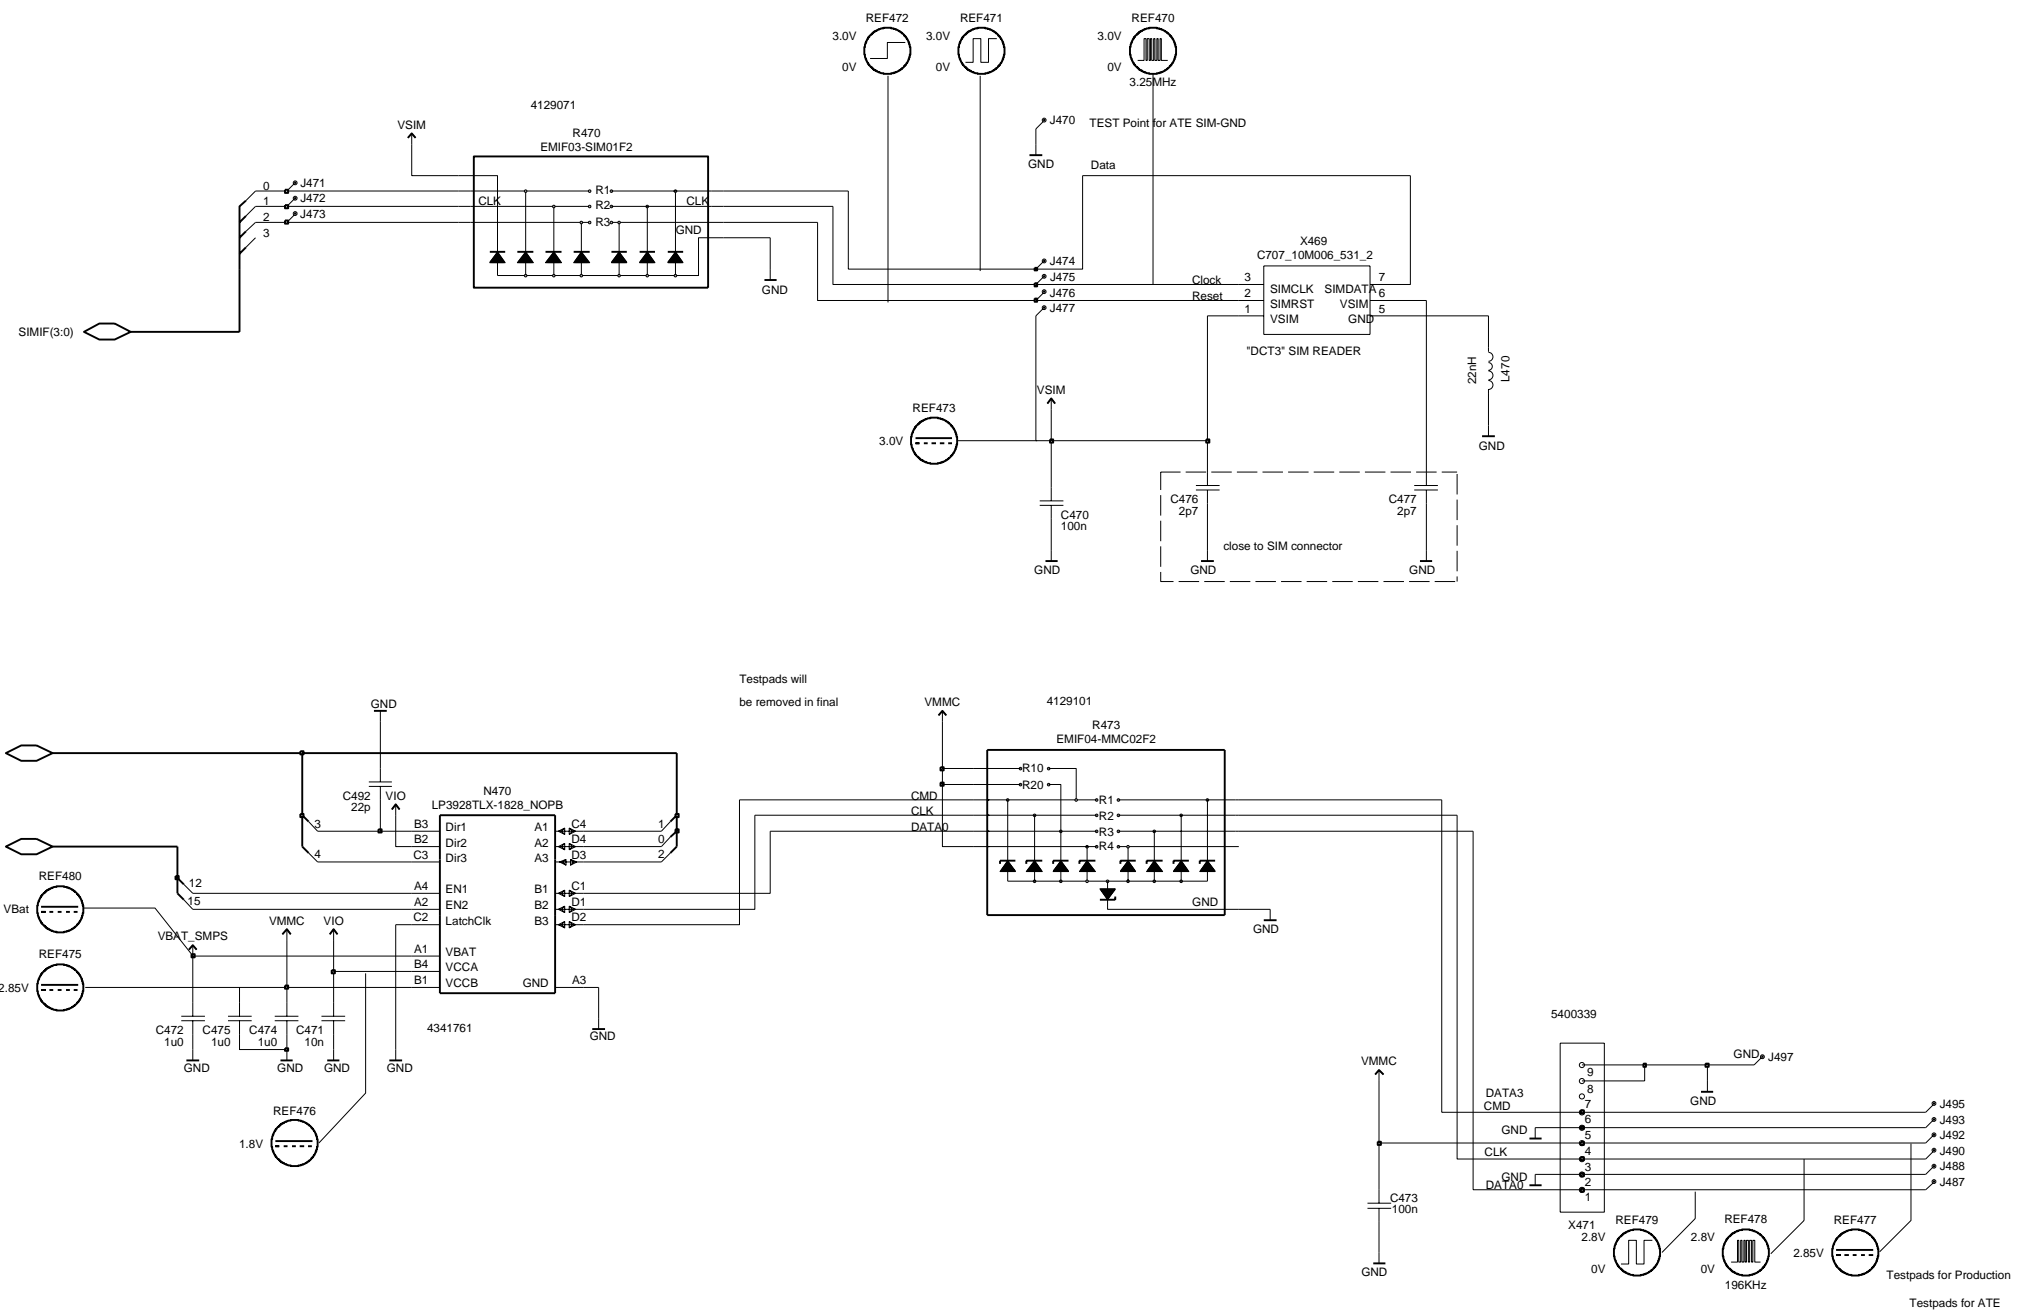 REF472
REF471
REF470
3.0V
3.0V
3.0V
0V
0V
0V
3.25MHz
4129071
VSIM
R470
EMIF03-SIM01F2
J470
TEST Point for ATE SIM-GND
GND
Data
0
J471
R1
1
J472
CLK
R2
CLK
2
J473
R3
GND
3
GND
SIMIF(3:0)
J474
J475
J476
J477
X469
C707_10M006_531_2
Clock
3
SIMCLK
SIMDATA
7
Reset
2
SIMRST
VSIM
6
1
VSIM
GND
5
"DCT3" SIM READER
22nH
L470
GND
VSIM
REF473
3.0V
C470
100n
GND
C476
2p7
C477
2p7
close to SIM connector
GND
GND
Testpads will
be removed in final
GND
C492
22p
VIO
N470
LP3928TLX-1828_NOPB
3
B3
Dir1
A1
C4
1
B2
Dir2
A2
D4
0
4
C3
Dir3
A3
D3
2
12
A4
EN1
B1
C1
15
A2
EN2
B2
D1
C2
LatchClk
B3
D2
A1
VBAT
B4
VCCA
B1
VCCB
GND
A3
GND
4341761
REF480
VBat
VBAT_SMPS
VMMC
VIO
REF475
2.85V
C472
1u0
C475
1u0
C474
1u0
C471
10n
GND
GND
GND
GND
REF476
1.8V
VMMC
4129101
R473
EMIF04-MMC02F2
R10
R20
CMD
R1
CLK
R2
DATA0
R3
R4
GND
GND
5400339
VMMC
GND
J497
9
8
GND
DATA3
7
CMD
J495
6
J493
GND
5
J492
4
CLK
J490
3
J488
GND
2
DATA0
J487
1
C473
100n
GND
X471
REF479
2.8V
0V
REF478
2.8V
0V
196KHz
REF477
2.85V
Testpads for Production
Testpads for ATE